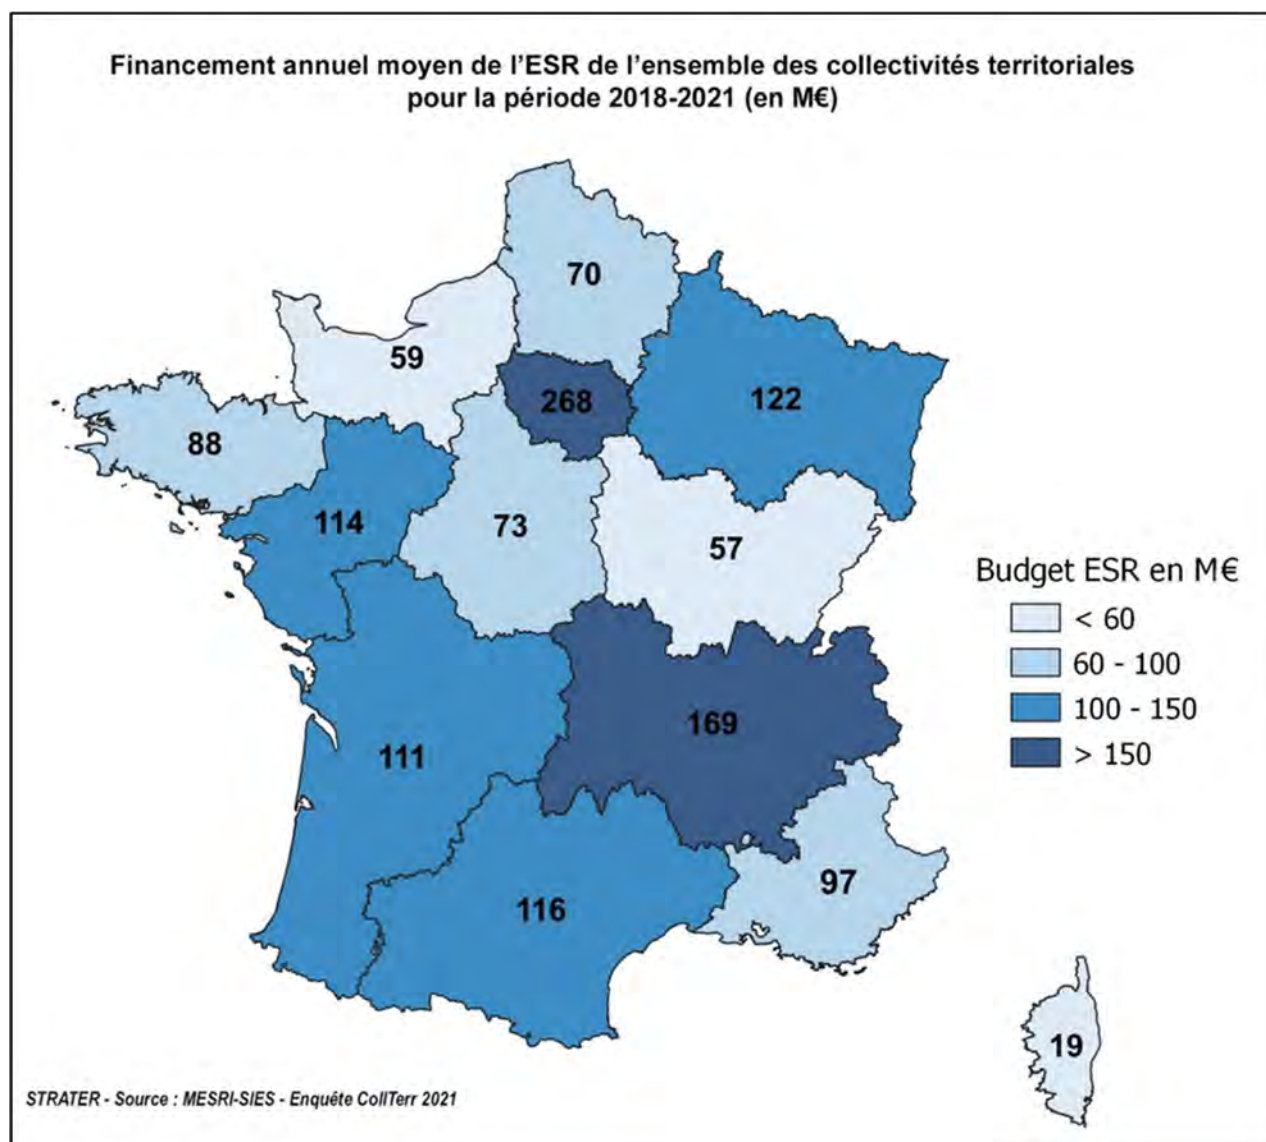 Financement annuel moyen de l'ESR de l'ensemble des collectivités territoriales
pour la période 2018-2021 (en M€)
70
59
268
122
88
114
73
57
Budget ESR en M€
< 60
60 - 100
100 - 150
> 150
169
111
97
116
19
STRATER - Source : MESRI-SIES - Enquête CollTerr 2021